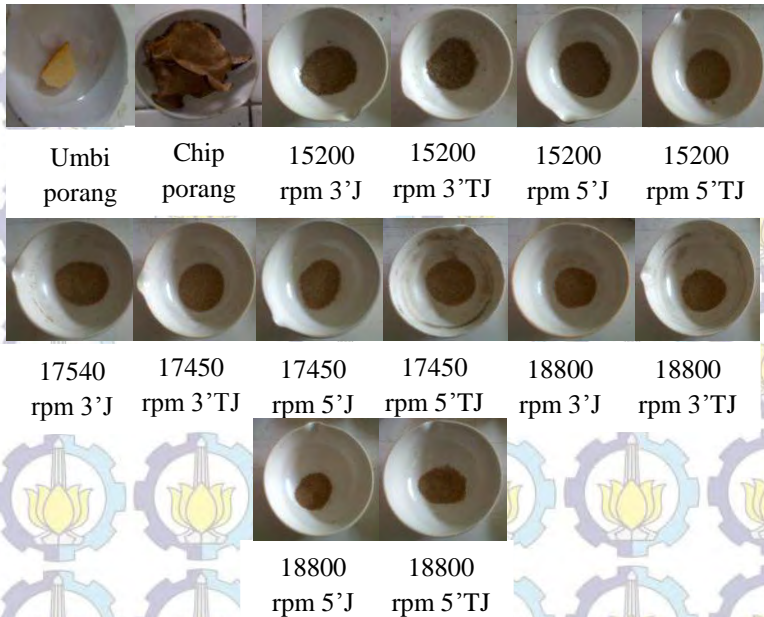 Umbi
porang
Chip
porang
15200
rpm 3’J
15200
rpm 3’TJ
15200
rpm 5’J
15200
rpm 5’TJ
17540
rpm 3’J
17450
rpm 3’TJ
17450
rpm 5’J
17450
rpm 5’TJ
18800
rpm 3’J
18800
rpm 3’TJ
18800
rpm 5’J
18800
rpm 5’TJ